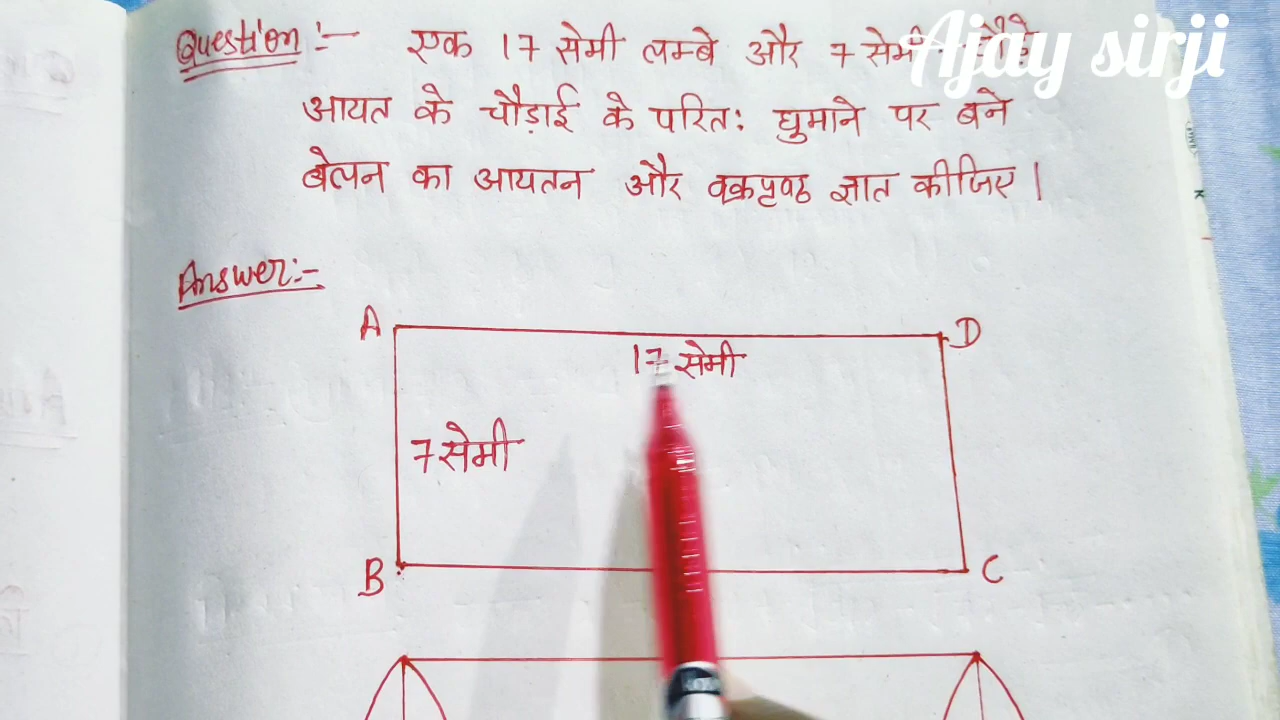 Question :- एक 17 सेमी लम्बे और 7 सेमी
Ajay sirji
आयत के चौड़ाई के परितः घुमाने पर बने
बेलन का आयतन और वक्रपृष्ठ ज्ञात कीजिए।
Answer:-
A D
17 सेमी
7 सेमी
B C